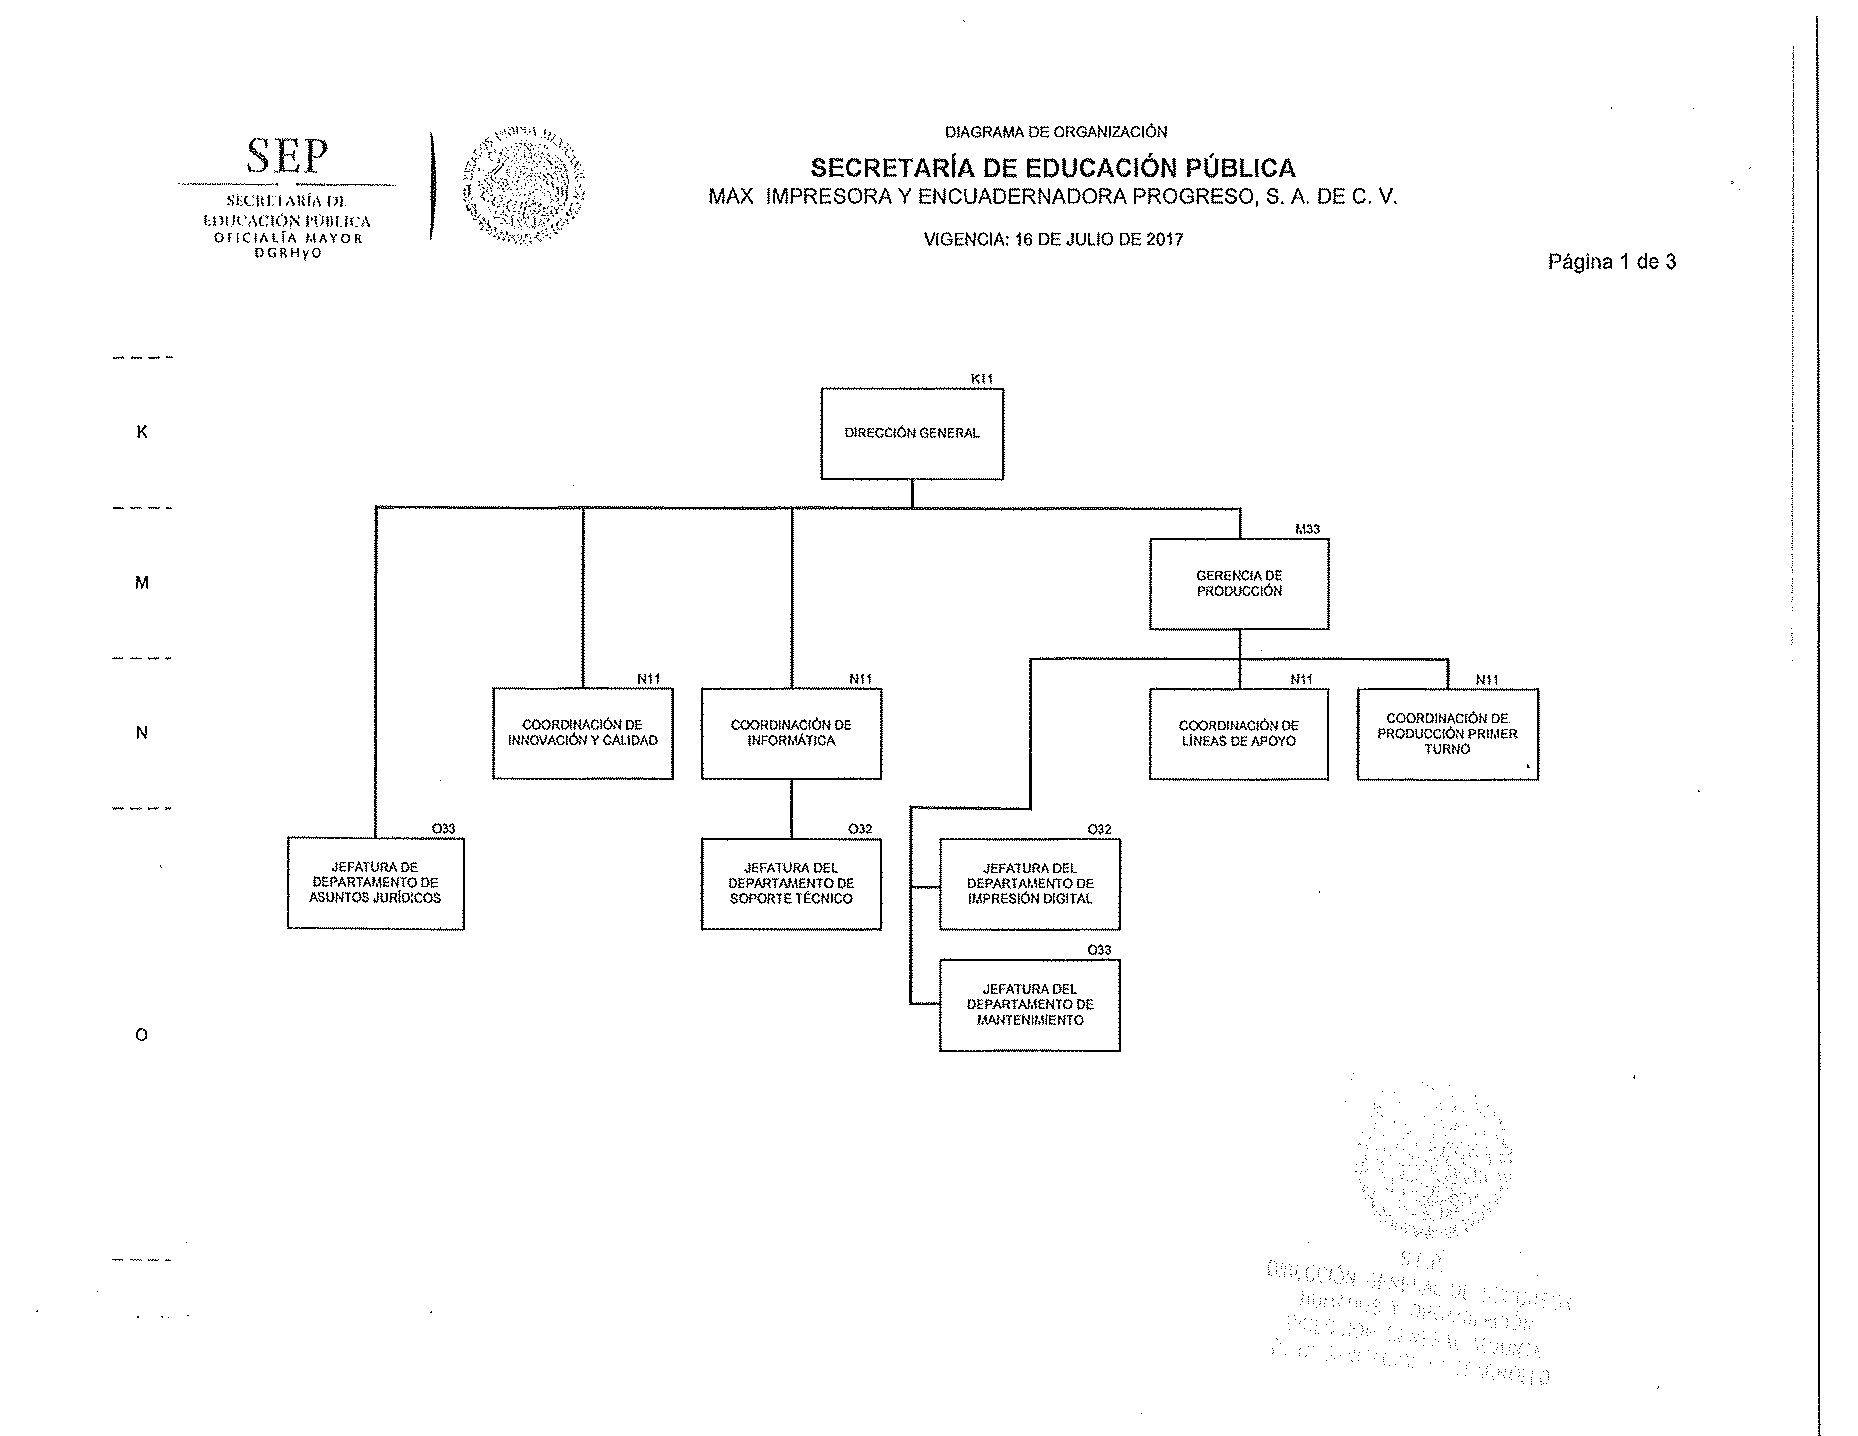 SEP
SECRETARÍA DE
EDUCACIÓN PÚBLICA
OFICIALÍA MAYOR
DGRHyO
DIAGRAMA DE ORGANIZACIÓN
SECRETARÍA DE EDUCACIÓN PÚBLICA
MAX IMPRESORA Y ENCUADERNADORA PROGRESO, S. A. DE C. V.
VIGENCIA: 16 DE JULIO DE 2017
Página 1 de 3
K
K11
DIRECCIÓN GENERAL
M
M33
GERENCIA DE
PRODUCCIÓN
N
N11
COORDINACIÓN DE
INNOVACIÓN Y CALIDAD
N11
COORDINACIÓN DE
INFORMÁTICA
N11
COORDINACIÓN DE
LÍNEAS DE APOYO
N11
COORDINACIÓN DE
PRODUCCIÓN PRIMER
TURNO
O33
JEFATURA DE
DEPARTAMENTO DE
ASUNTOS JURÍDICOS
O32
JEFATURA DEL
DEPARTAMENTO DE
SOPORTE TÉCNICO
O32
JEFATURA DEL
DEPARTAMENTO DE
IMPRESIÓN DIGITAL
O33
JEFATURA DEL
DEPARTAMENTO DE
MANTENIMIENTO
O
DIRECCIÓN GENERAL DE